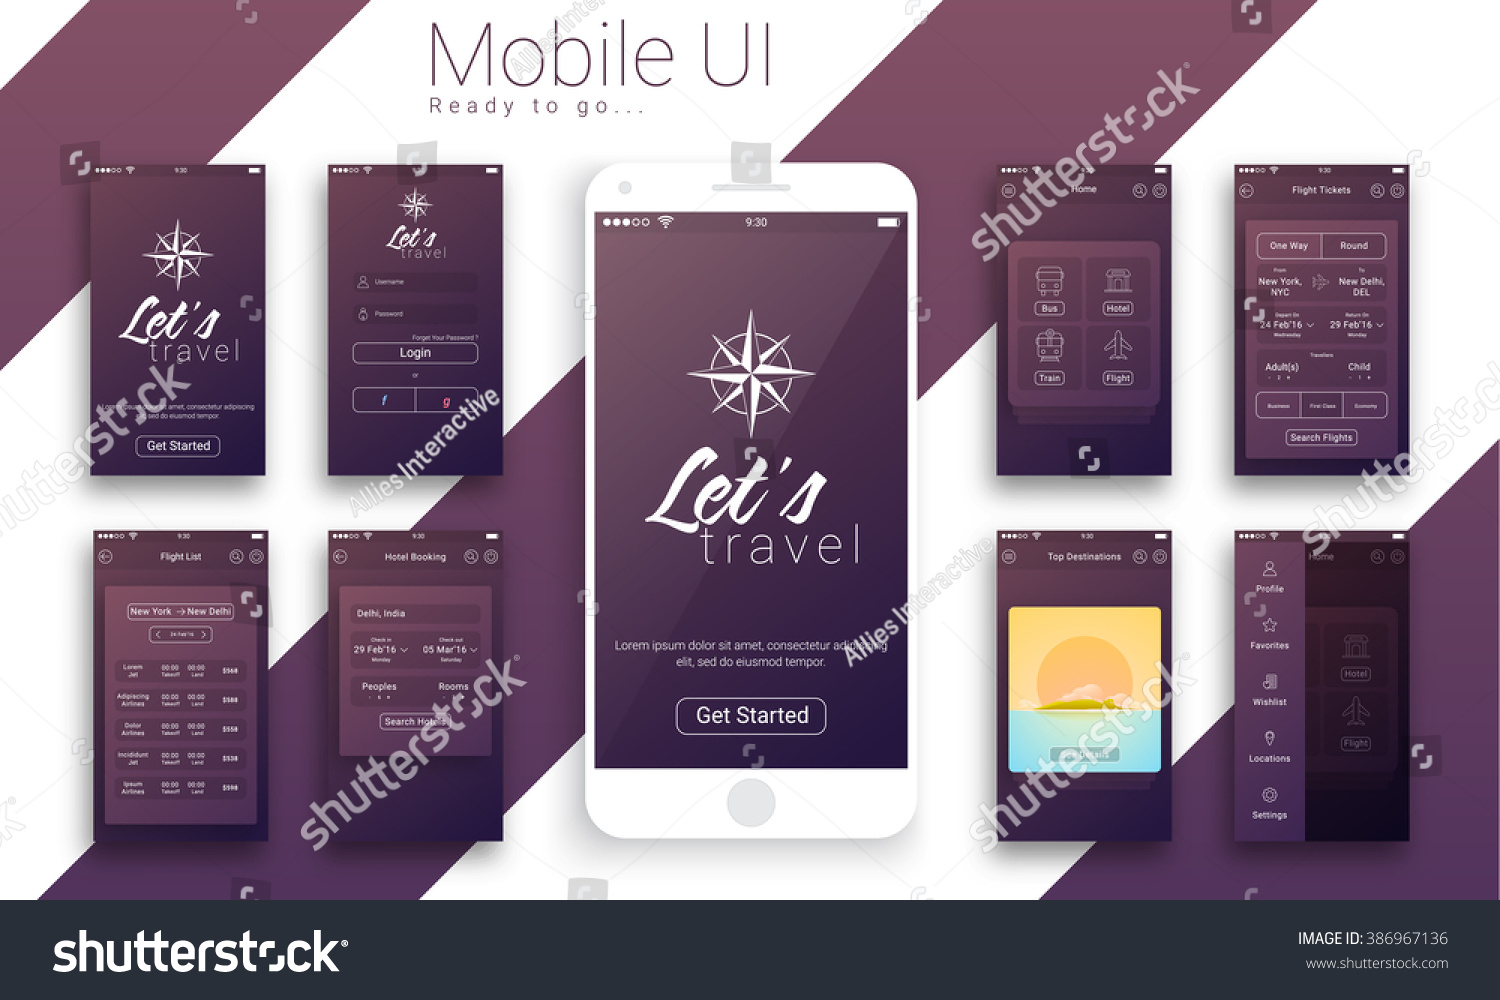 Mobile UI
Ready to go...
9:30
Let's
travel
Lorem ipsum dolor sit amet, consectetur adipiscing
elit, sed do eiusmod tempor.
Get Started
9:30
Let's
travel
Username
Password
Forget Your Password ?
Login
or
f g
9:30
Let's
travel
Lorem ipsum dolor sit amet, consectetur adipiscing
elit, sed do eiusmod tempor.
Get Started
9:30
Home
Bus Hotel
Train Flight
9:30
Flight Tickets
One Way Round
From To
New York, New Delhi,
NYC DEL
Depart On Return On
24 Feb'16 29 Feb'16
Wednesday Monday
Travellers
Adult(s) Child
- 2 + - 1 +
Business First Class Economy
Search Flights
9:30
Flight List
New York → New Delhi
< 24 Feb'16 >
Lorem 00:00 00:00 $568
Jet Takeoff Land
Adipiscing 00:00 00:00 $588
Airlines Takeoff Land
Dolor 00:00 00:00 $558
Airlines Takeoff Land
Incididunt 00:00 00:00 $538
Jet Takeoff Land
Ipsum 00:00 00:00 $598
Airlines Takeoff Land
9:30
Hotel Booking
Delhi, India
Check in Check out
29 Feb'16 05 Mar'16
Monday Saturday
Peoples Rooms
Search Hotels
9:30
Top Destinations
See Details
9:30
Home
Profile
Favorites
Wishlist
Locations
Settings
Hotel
Flight
shutterstock
Allies Interactive
shutterstock
IMAGE ID: 386967136
www.shutterstock.com